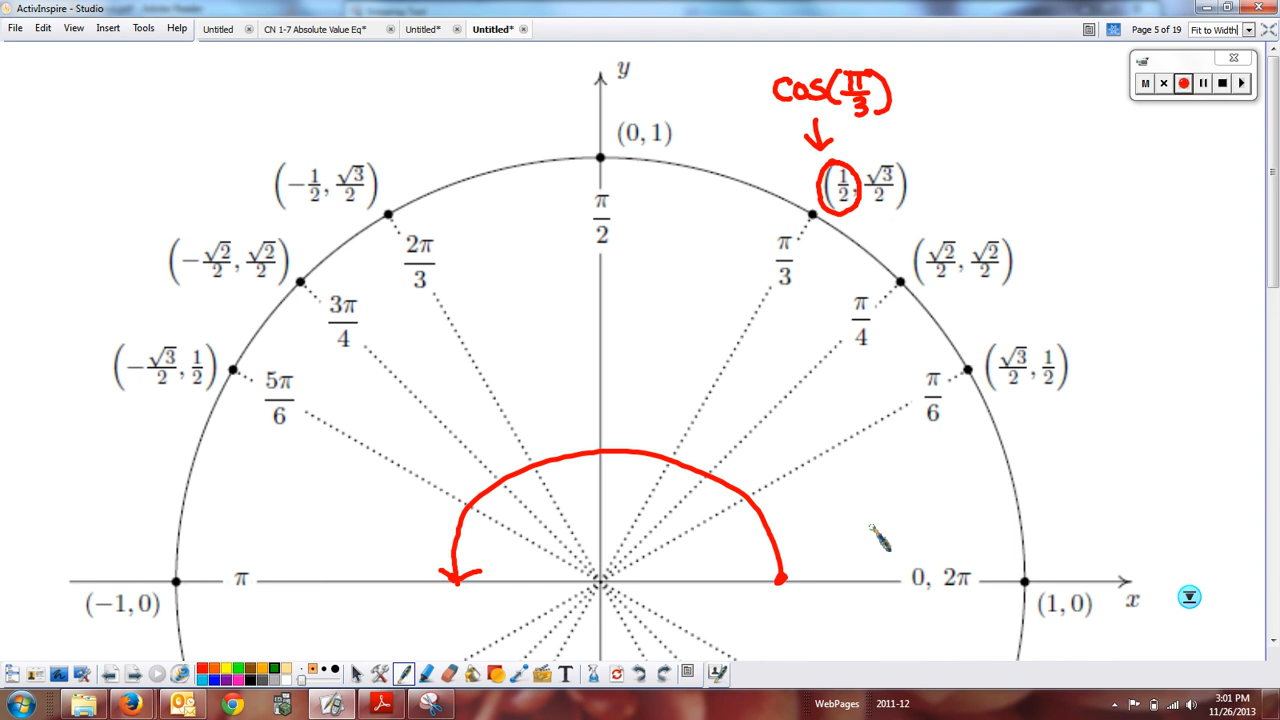 ActivInspire - Studio
File Edit View Insert Tools Help
Untitled
CN 1-7 Absolute Value Eq*
Untitled*
Untitled*
Page 5 of 19
Fit to Width
M
cos(π/3)
y
(0, 1)
(-1/2, √3/2)
(1/2, √3/2)
π/2
2π/3
π/3
(-√2/2, √2/2)
(√2/2, √2/2)
3π/4
π/4
(-√3/2, 1/2)
(√3/2, 1/2)
5π/6
π/6
π
0, 2π
(-1, 0)
(1, 0)
x
T
WebPages
2011-12
3:01 PM
11/26/2013